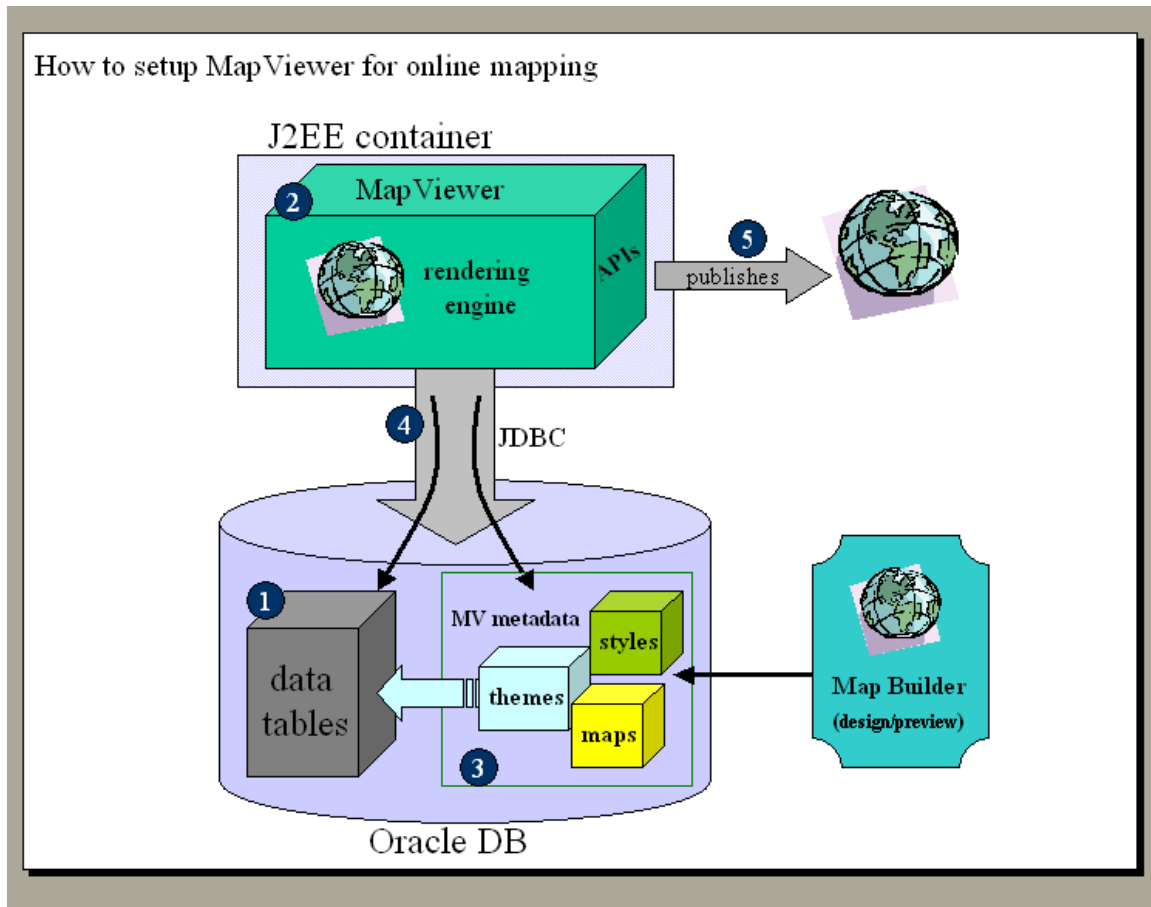 How to setup MapViewer for online mapping
J2EE container
2
MapViewer
rendering
engine
APIs
5
publishes
4
JDBC
1
data
tables
MV metadata
styles
themes
maps
3
Map Builder
(design/preview)
Oracle DB